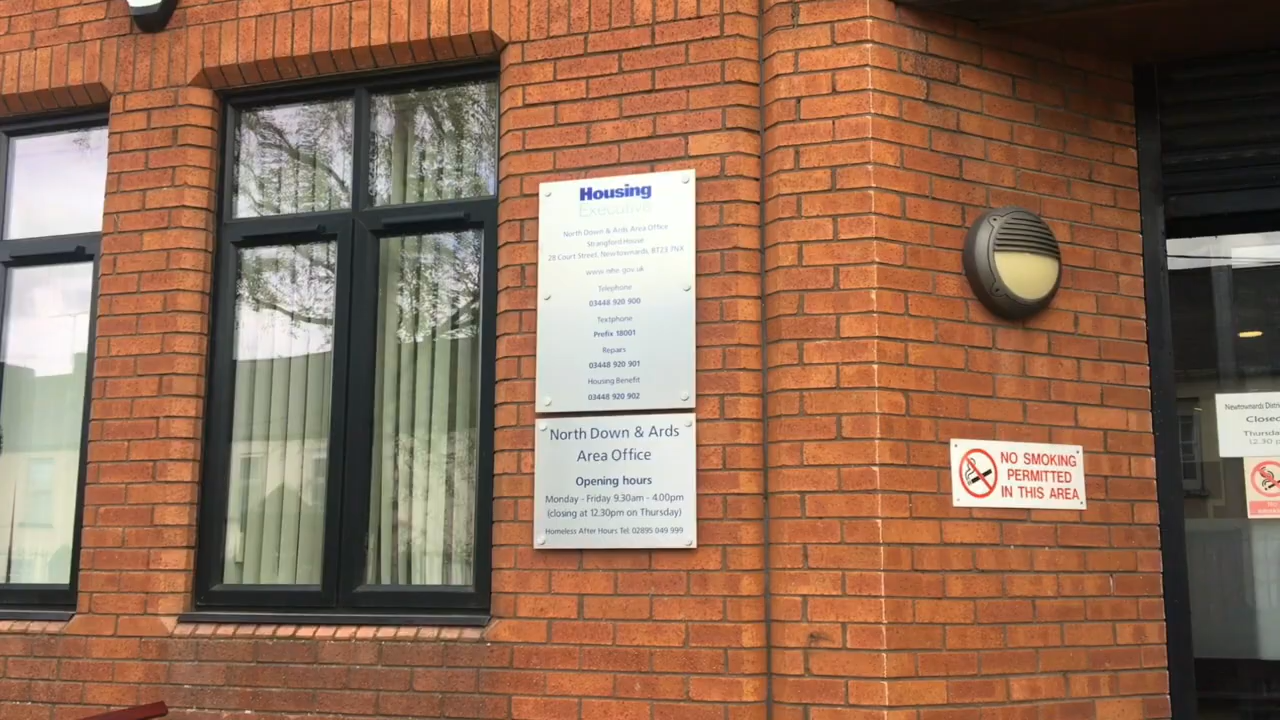 Housing
Executive
North Down & Ards Area Office
Strangford House
28 Court Street, Newtownards, BT23 7NX
www.nihe.gov.uk
Telephone
03448 920 900
Textphone
Prefix 18001
Repairs
03448 920 901
Housing Benefit
03448 920 902
North Down & Ards
Area Office
Opening hours
Monday - Friday 9.30am - 4.00pm
(closing at 12.30pm on Thursday)
Homeless After Hours Tel: 02895 049 999
NO SMOKING
PERMITTED
IN THIS AREA
Newtownards
Closed
12.30